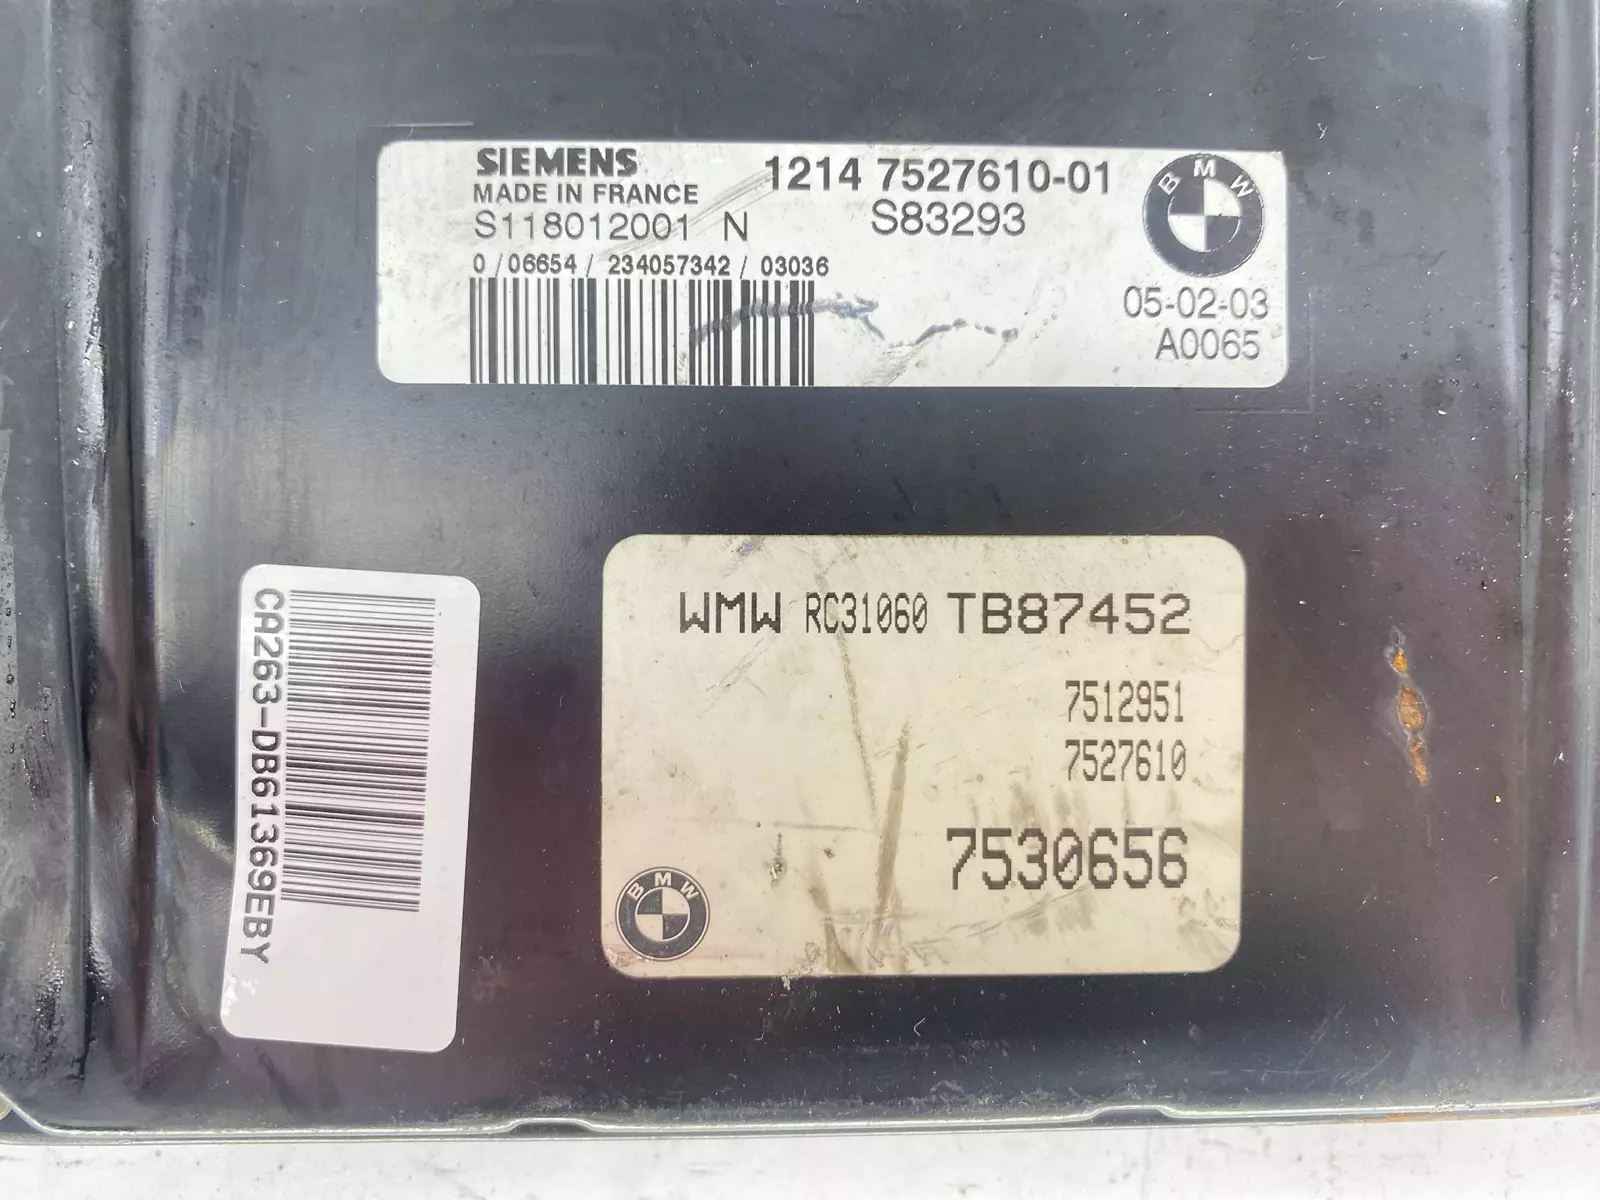 SIEMENS
MADE IN FRANCE
S118012001 N
1214 7527610-01
S83293
0 / 06654 / 234057342 / 03036
BMW
05-02-03
A0065
WMW RC31060 TB87452
7512951
7527610
7530656
BMW
CA263-DB61369EBY